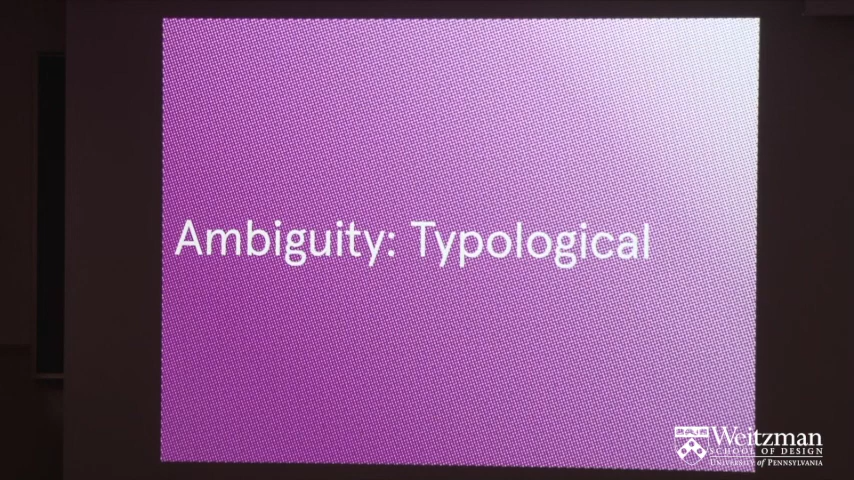 Ambiguity: Typological
Weitzman
SCHOOL OF DESIGN
UNIVERSITY of PENNSYLVANIA